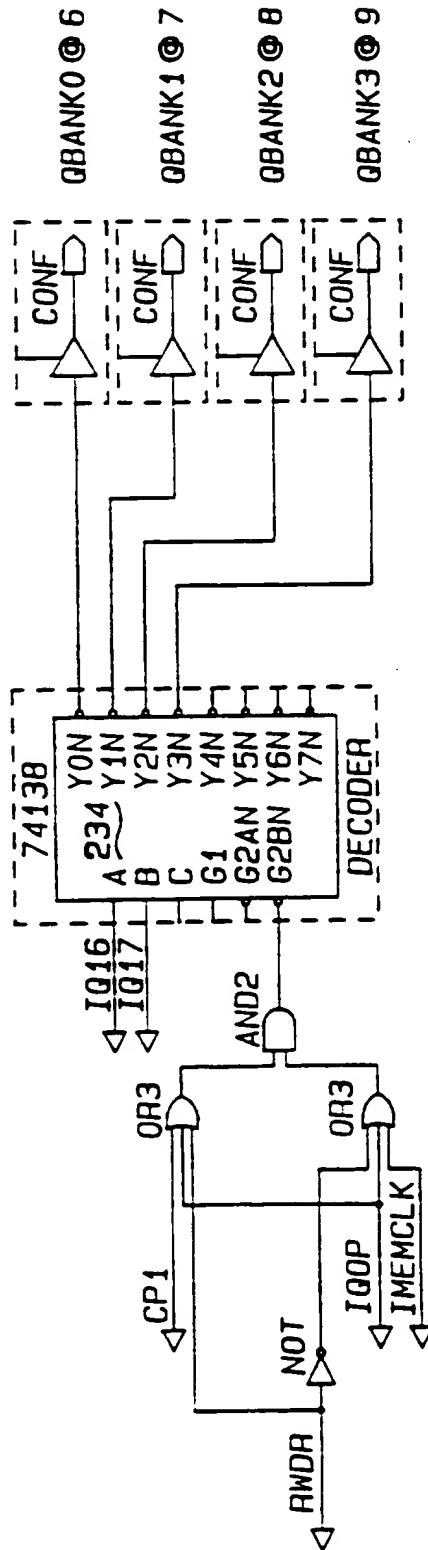 QBANK0 @ 6
QBANK1 @ 7
QBANK2 @ 8
QBANK3 @ 9
CONF
CONF
CONF
CONF
74138
234
A
B
C
G1
G2AN
G2BN
Y0N
Y1N
Y2N
Y3N
Y4N
Y5N
Y6N
Y7N
DECODER
IQ16
IQ17
AND2
OR3
OR3
CP1
NOT
RWDR
IQOP
IMEMCLK